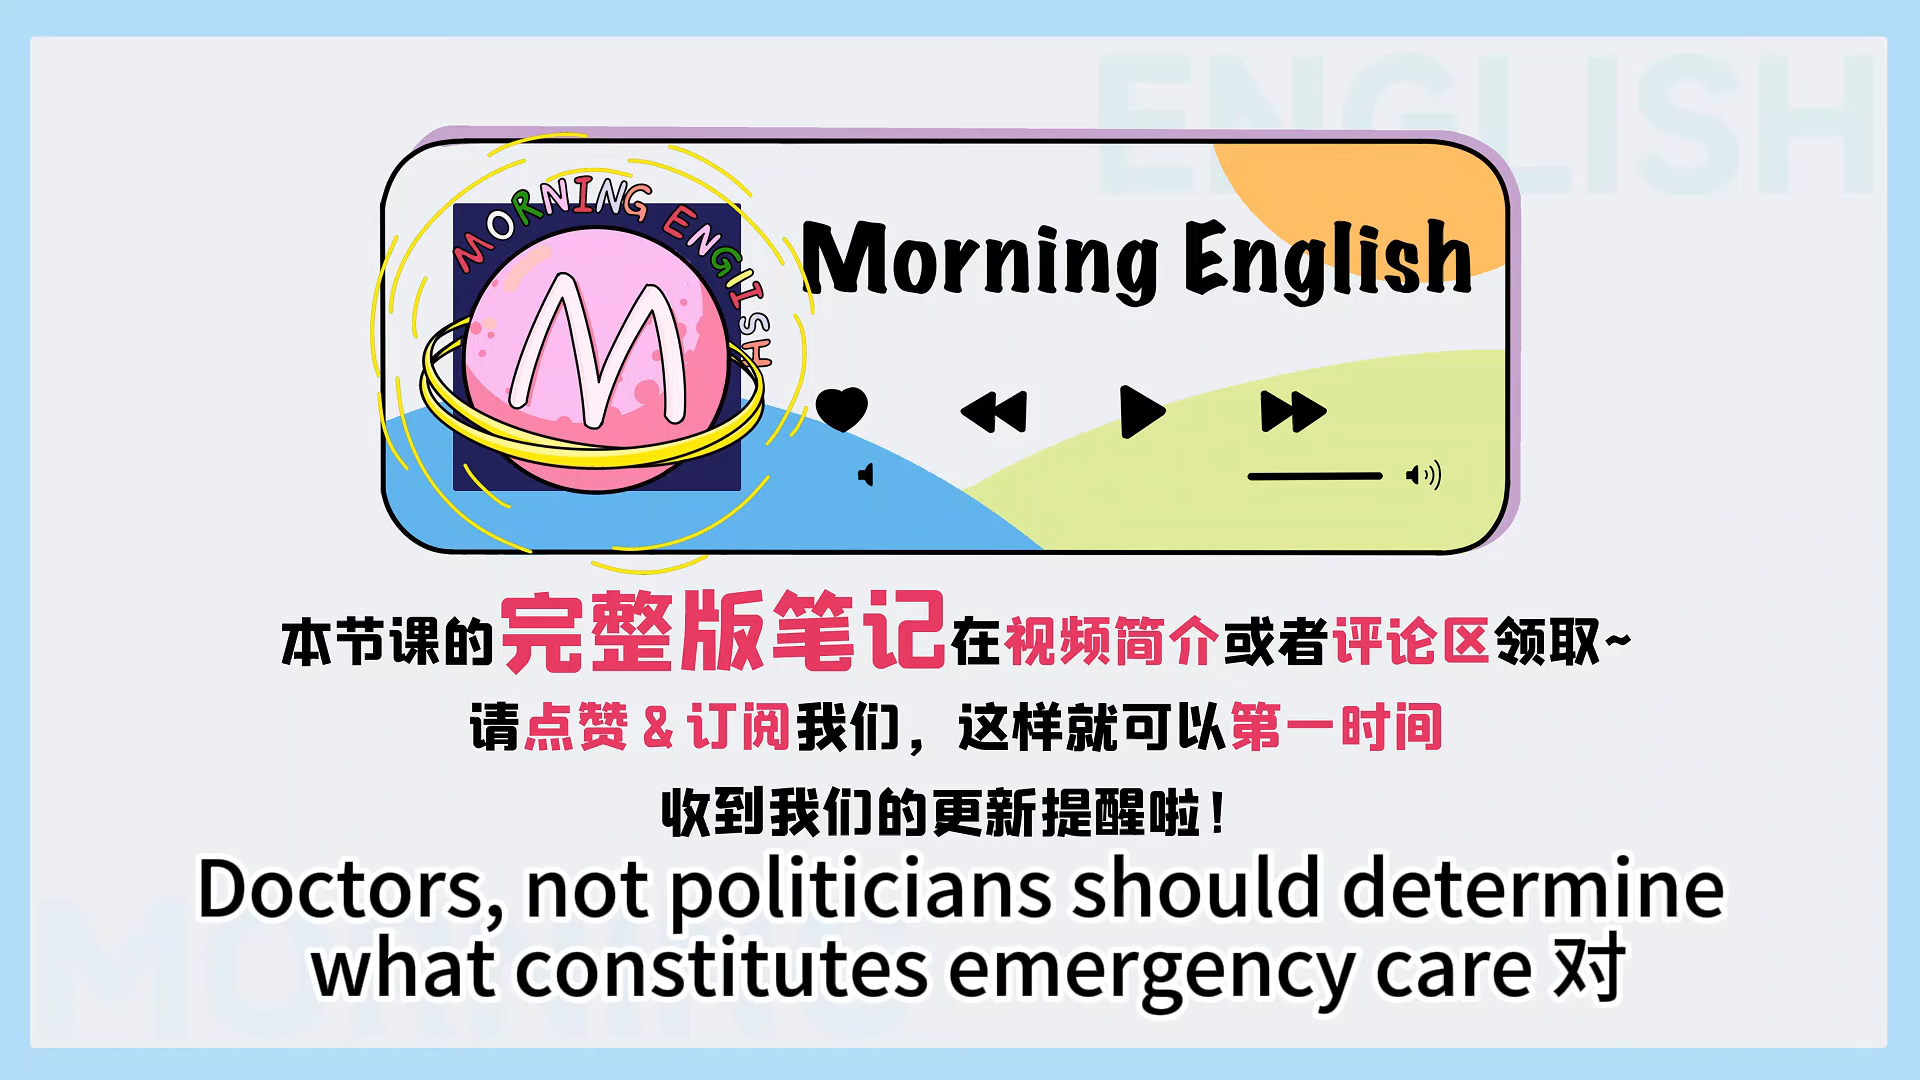 ENGLISH
MORNING ENGLISH
M
Morning English
本节课的完整版笔记在视频简介或者评论区领取~
请点赞&订阅我们，这样就可以第一时间
收到我们的更新提醒啦！
Doctors, not politicians should determine
what constitutes emergency care 对
MORNING